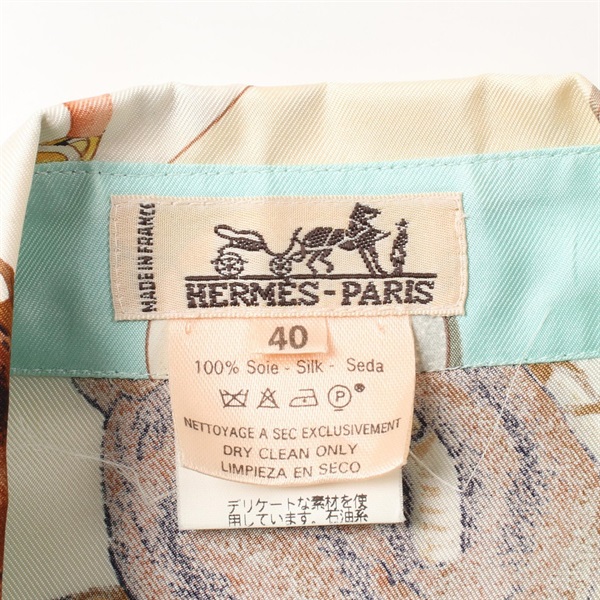 MADE IN FRANCE
HERMÈS-PARIS
40
100% Soie - Silk - Seda
P®
NETTOYAGE A SEC EXCLUSIVEMENT
DRY CLEAN ONLY
LIMPIEZA EN SECO
デリケートな素材を使
用しています。石油系